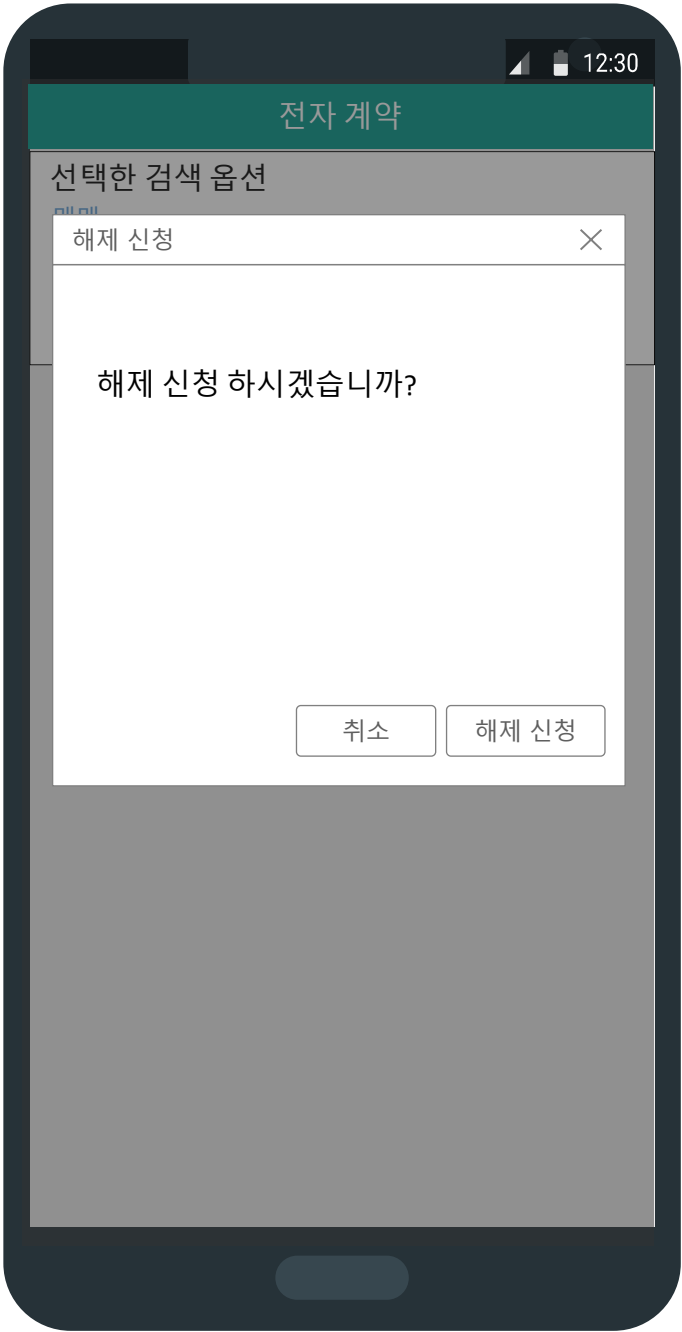 12:30
전자 계약
선택한 검색 옵션
해제 신청
해제 신청 하시겠습니까?
취소 해제 신청